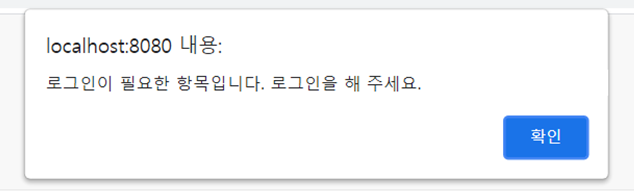 localhost:8080 내용:
로그인이 필요한 항목입니다. 로그인을 해 주세요.
확인